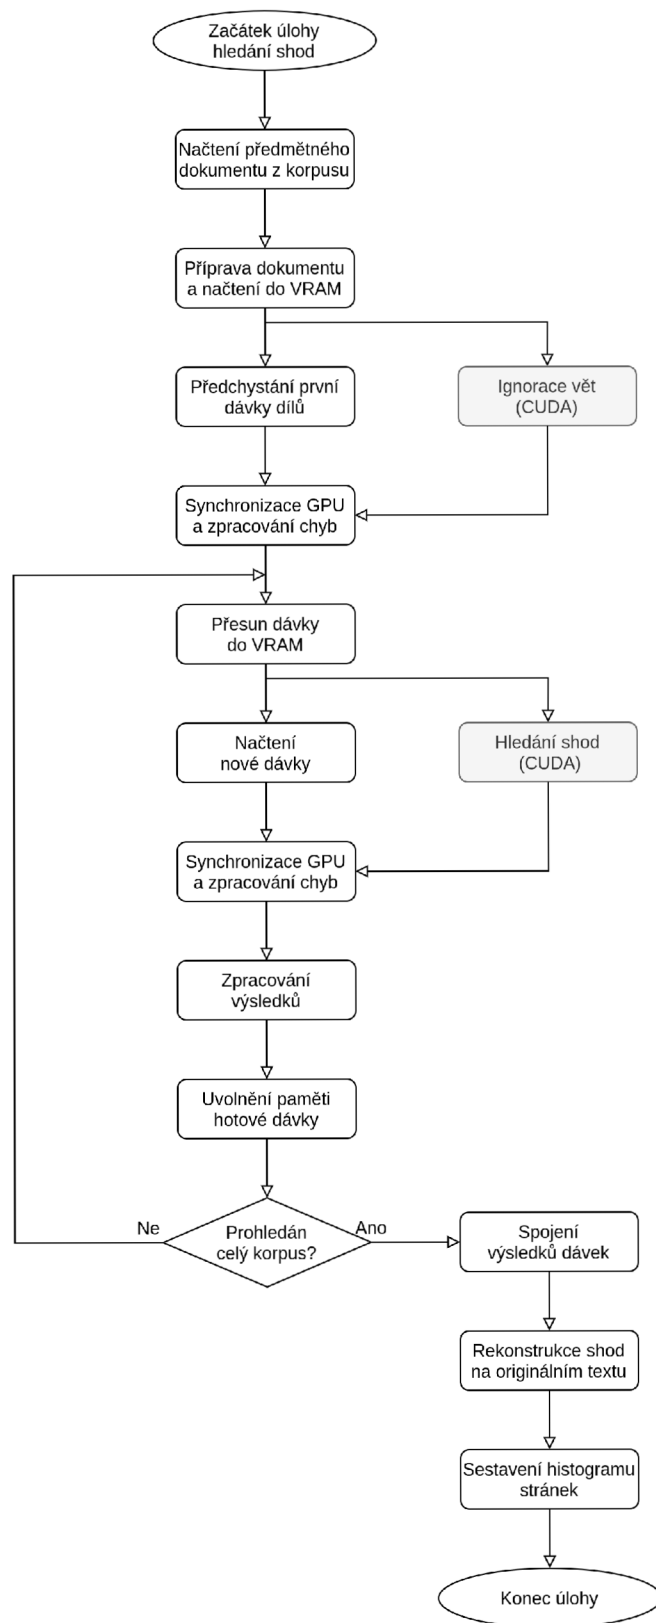 Začátek úlohy
hledání shod
Načtení předmětného
dokumentu z korpusu
Příprava dokumentu
a načtení do VRAM
Předchystání první
dávky dílů
Ignorace vět
(CUDA)
Synchronizace GPU
a zpracování chyb
Přesun dávky
do VRAM
Načtení
nové dávky
Hledání shod
(CUDA)
Synchronizace GPU
a zpracování chyb
Zpracování
výsledků
Uvolnění paměti
hotové dávky
Ne
Prohledán
celý korpus?
Ano
Spojení
výsledků dávek
Rekonstrukce shod
na originálním textu
Sestavení histogramu
stránek
Konec úlohy